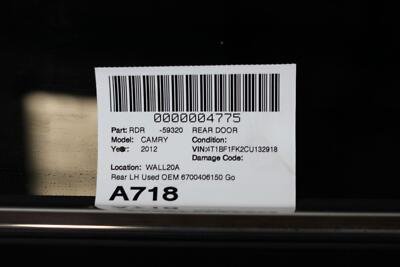 0000004775
Part: RDR -59320 REAR DOOR
Model: CAMRY Condition:
Year: 2012 VIN:4T1BF1FK2CU132918
Damage Code:
Location: WALL20A
Rear LH Used OEM 6700406150 Go
A718